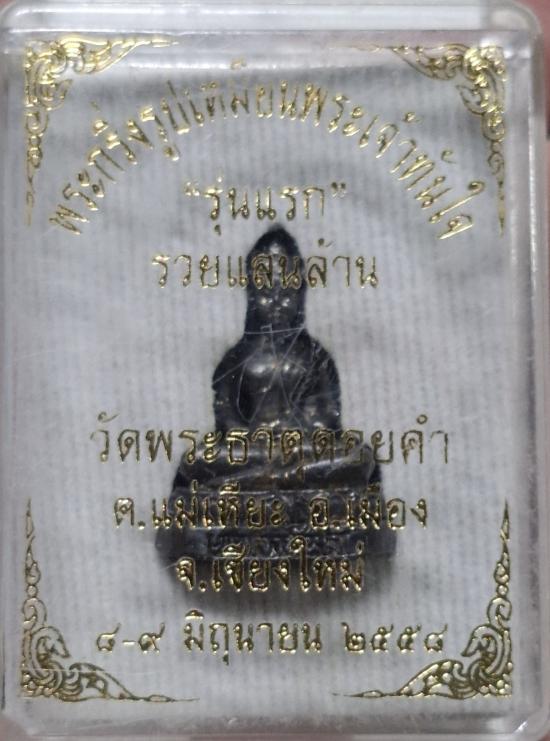 พระกริ่งรูปเหมือนพระเจ้าทันใจ
"รุ่นแรก"
รวยแสนล้าน
วัดพระธาตุดอยคำ
ต.แม่เหียะ อ.เมือง
จ.เชียงใหม่
๘-๙ มิถุนายน ๒๕๕๘